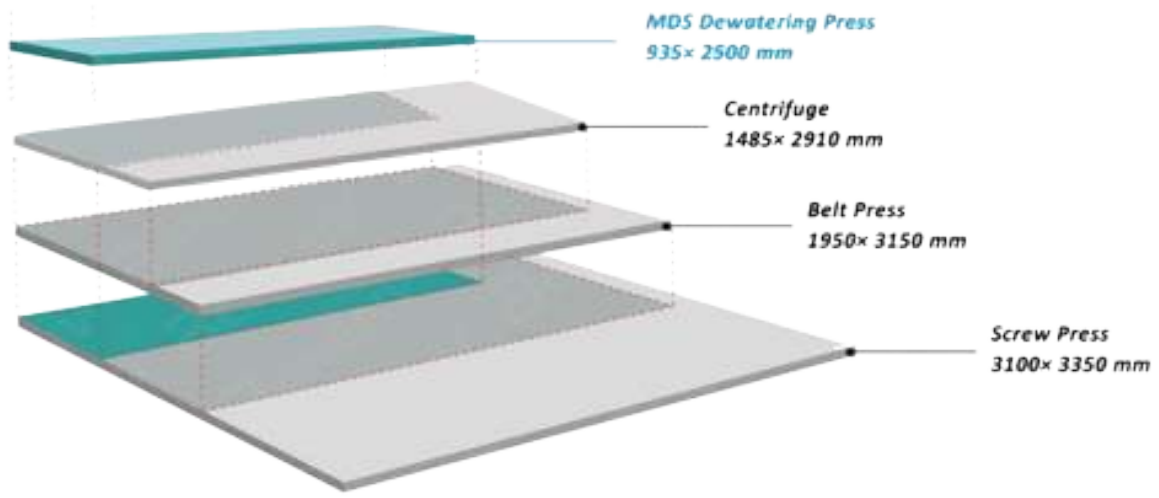 MDS Dewatering Press
935× 2500 mm
Centrifuge
1485× 2910 mm
Belt Press
1950× 3150 mm
Screw Press
3100× 3350 mm